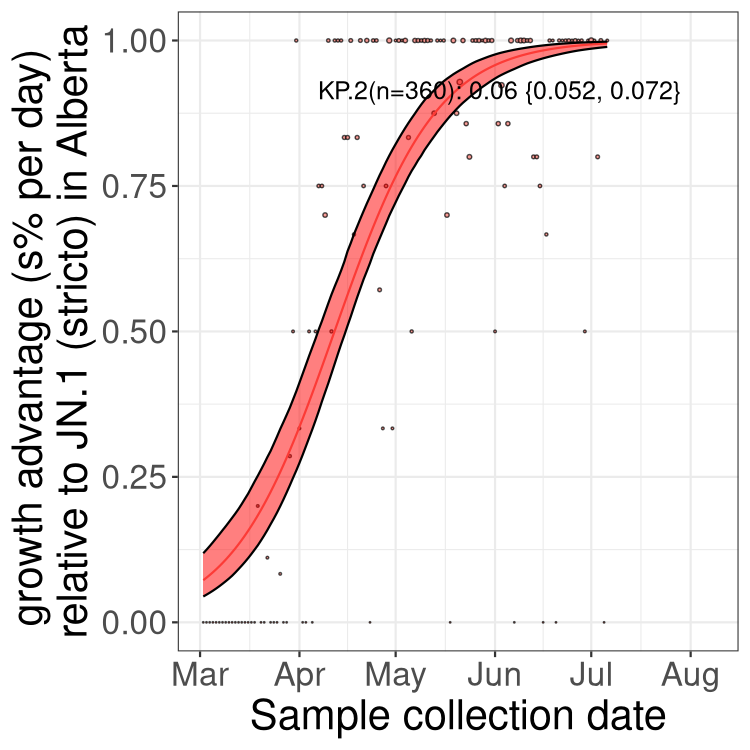 growth advantage (s% per day)
relative to JN.1 (stricto) in Alberta
1.00
0.75
0.50
0.25
0.00
KP.2(n=360): 0.06 {0.052, 0.072}
Mar Apr May Jun Jul Aug
Sample collection date